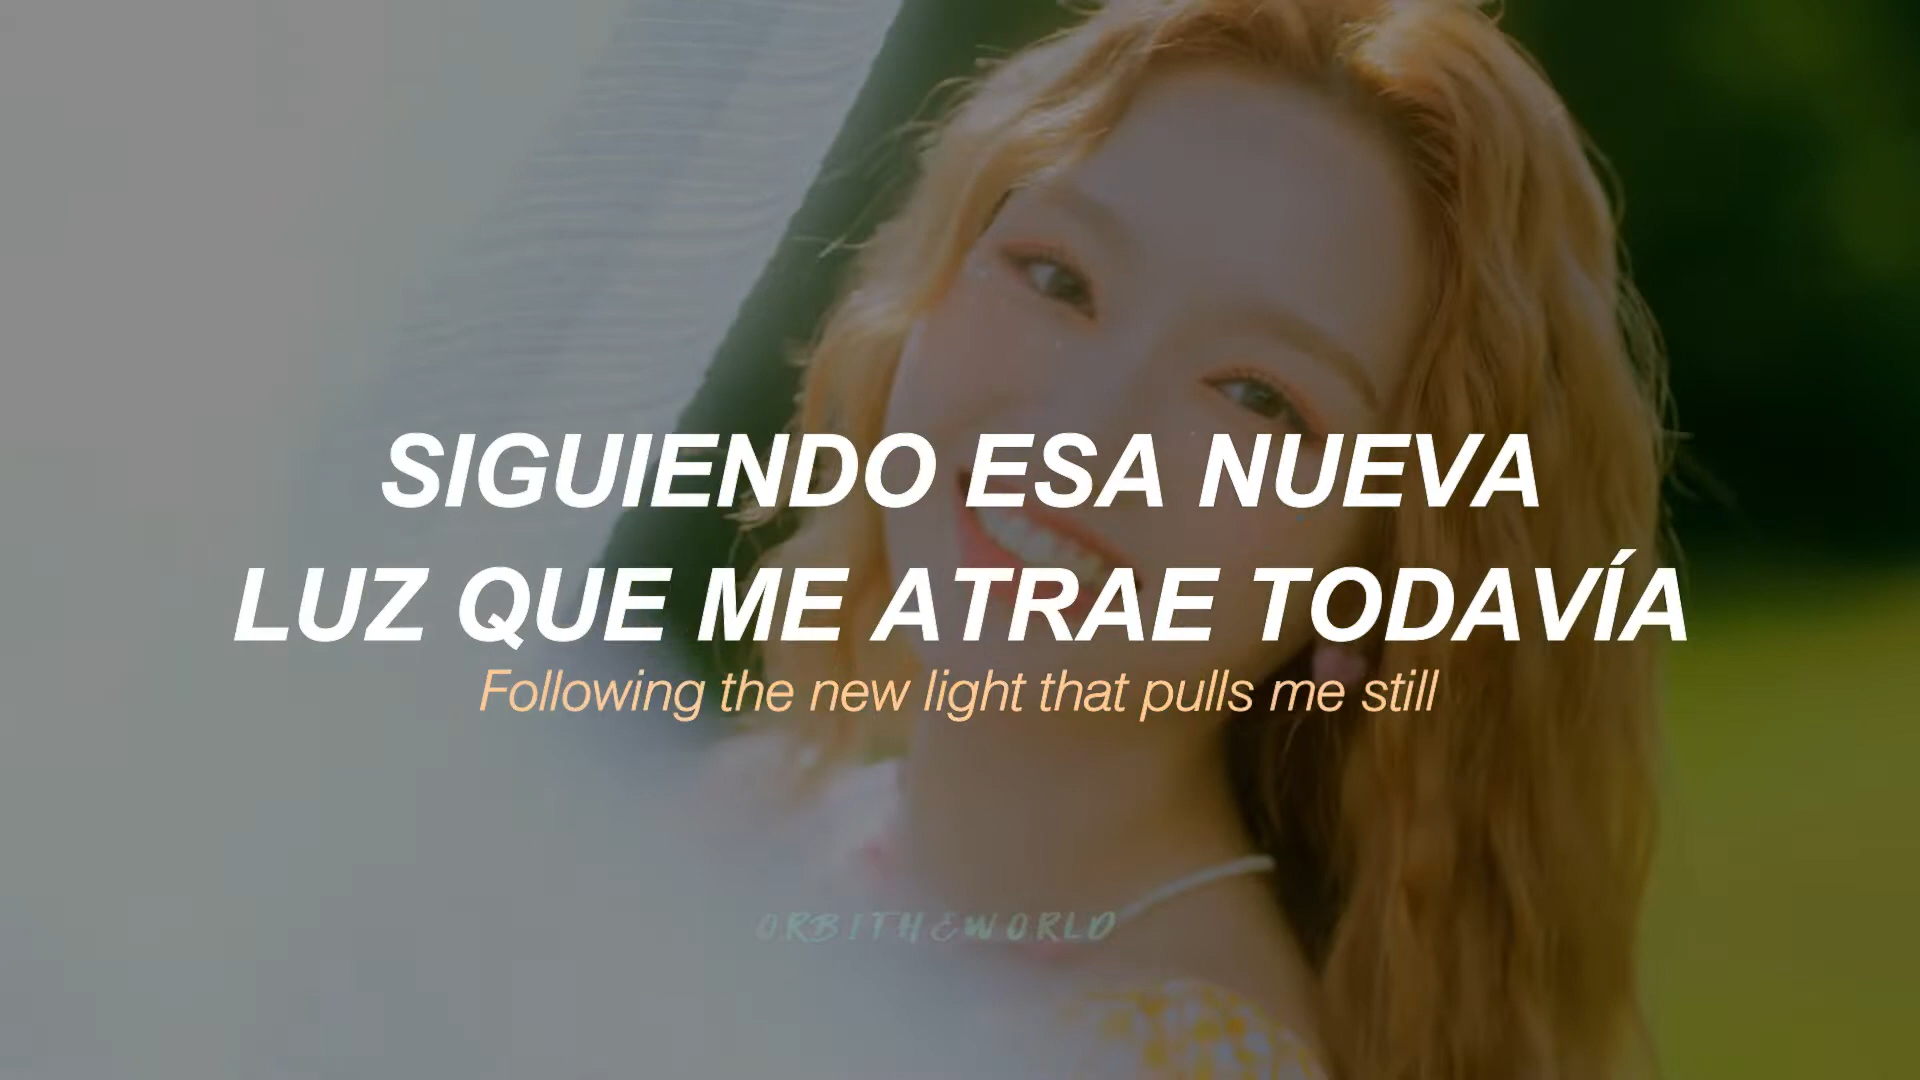 SIGUIENDO ESA NUEVA
LUZ QUE ME ATRAE TODAVÍA
Following the new light that pulls me still
ORBITHEWORLD